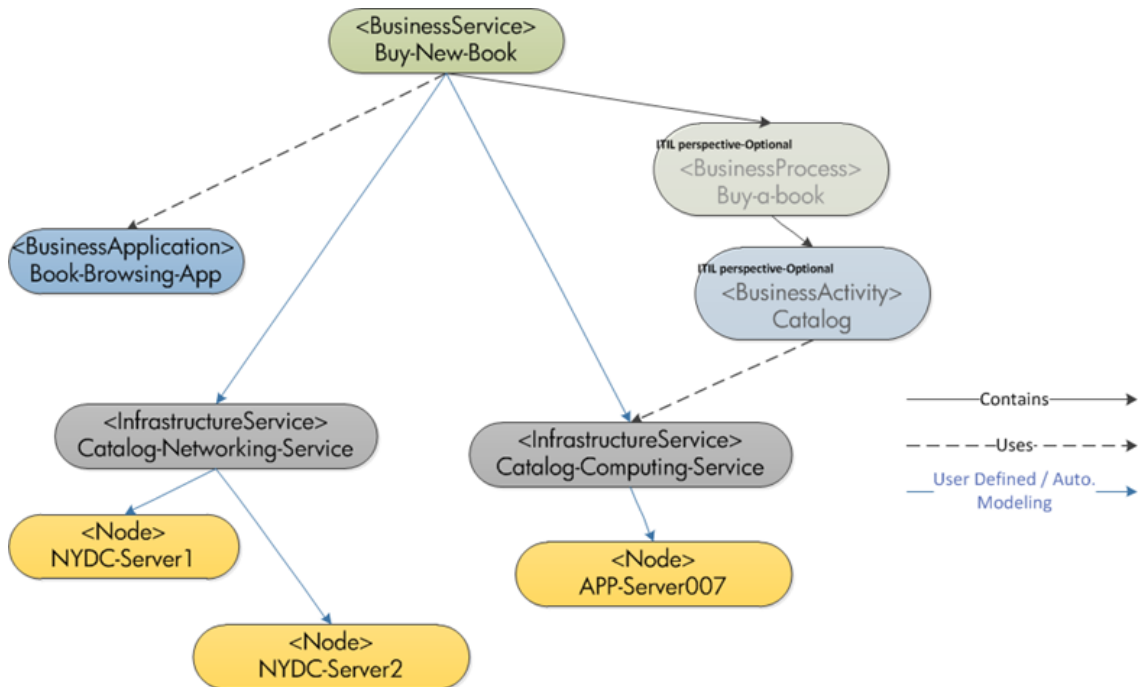 <BusinessService>
Buy-New-Book
ITIL perspective-Optional
<BusinessProcess>
Buy-a-book
<BusinessApplication>
Book-Browsing-App
ITIL perspective-Optional
<BusinessActivity>
Catalog
<InfrastructureService>
Catalog-Networking-Service
<InfrastructureService>
Catalog-Computing-Service
Contains
Uses
User Defined / Auto.
Modeling
<Node>
NYDC-Server1
<Node>
APP-Server007
<Node>
NYDC-Server2